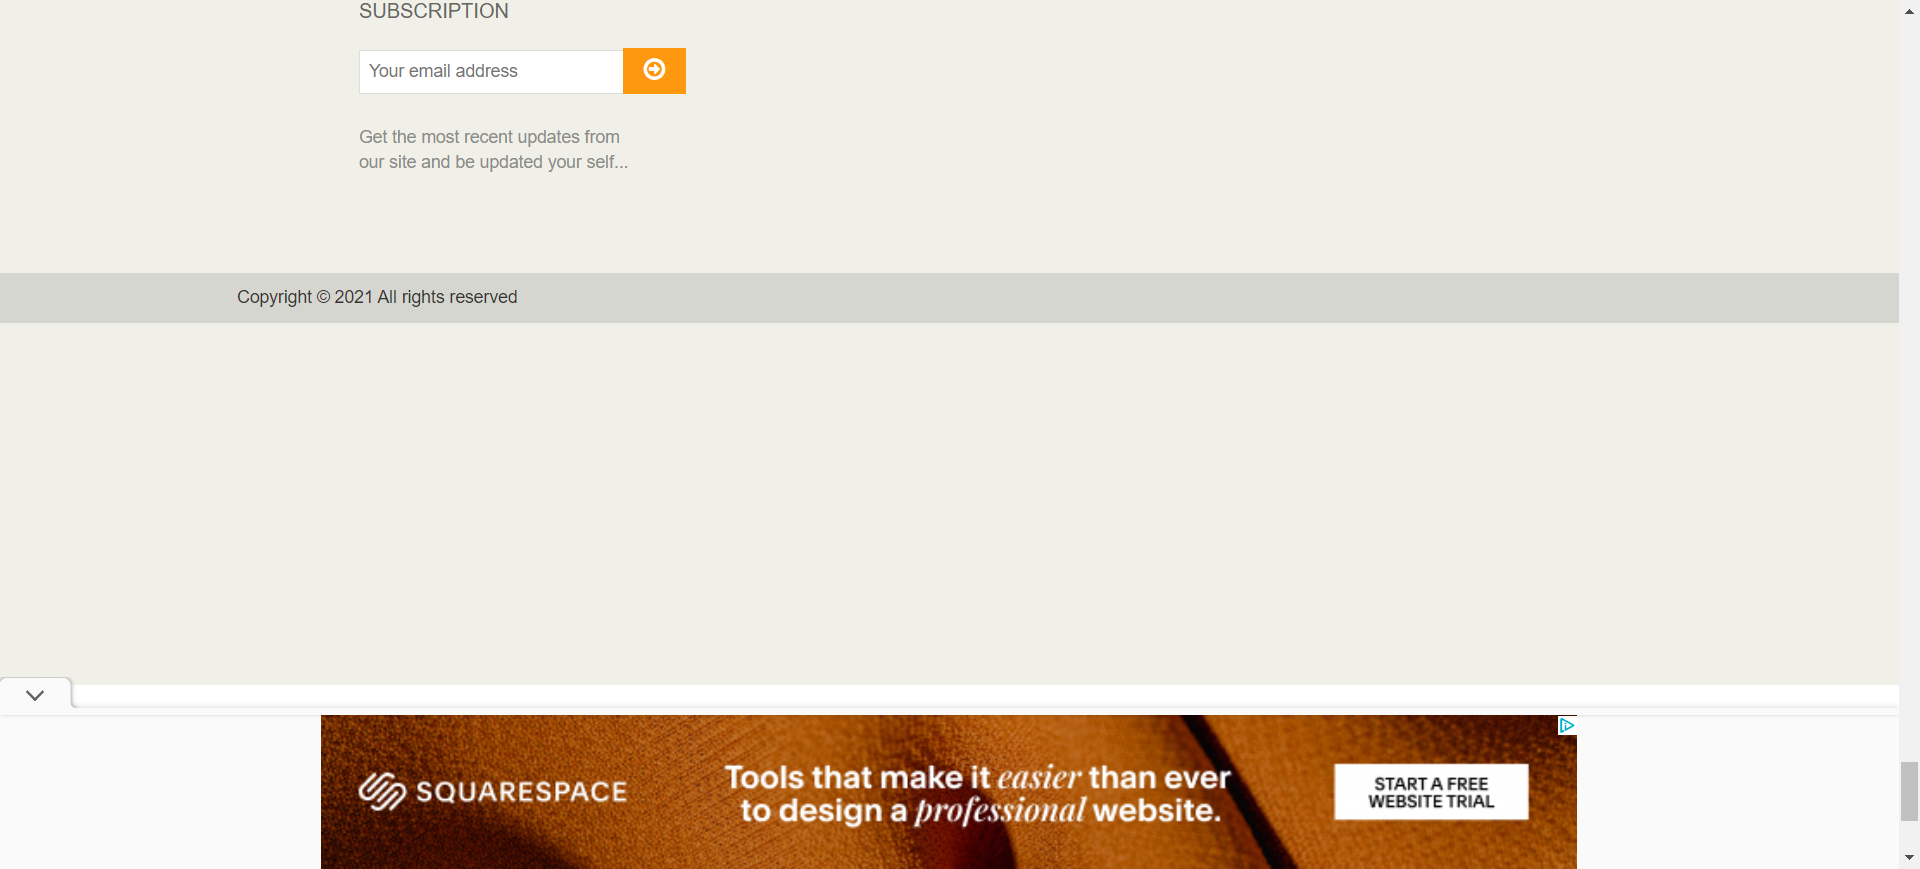 SUBSCRIPTION
Your email address
Get the most recent updates from
our site and be updated your self...
Copyright © 2021 All rights reserved
SQUARESPACE
Tools that make it easier than ever
to design a professional website.
START A FREE
WEBSITE TRIAL